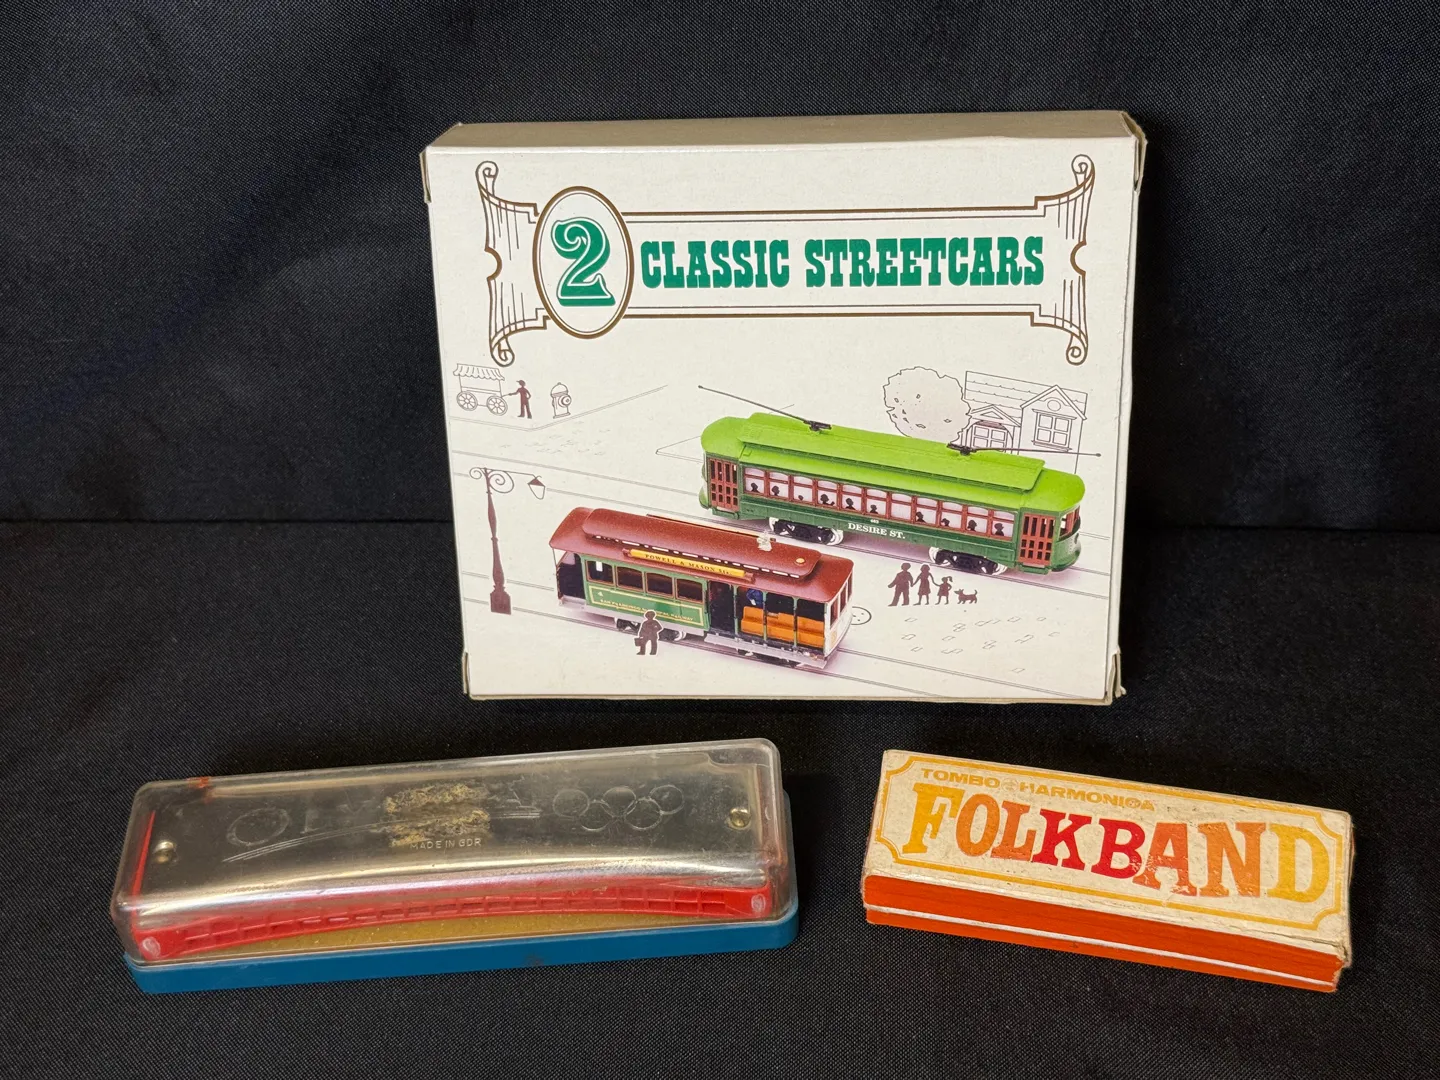 2 CLASSIC STREETCARS
DESIRE ST.
POWELL & MASON STS.
MADE IN GDR
TOMBO HARMONICA
FOLKBAND